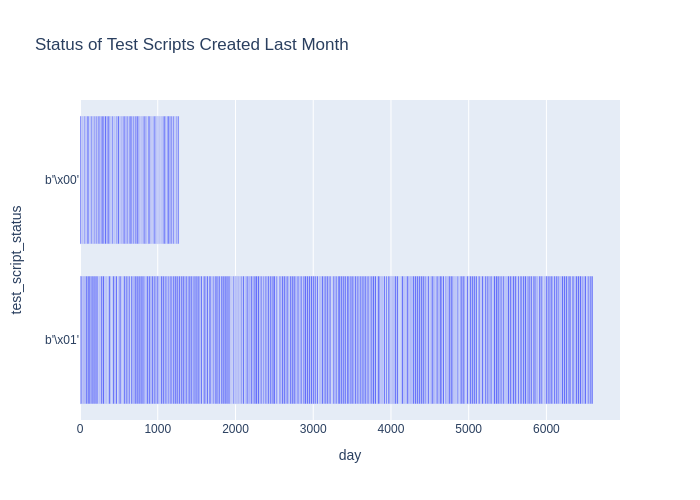 Status of Test Scripts Created Last Month
test_script_status
b'\x00'
b'\x01'
0 1000 2000 3000 4000 5000 6000
day